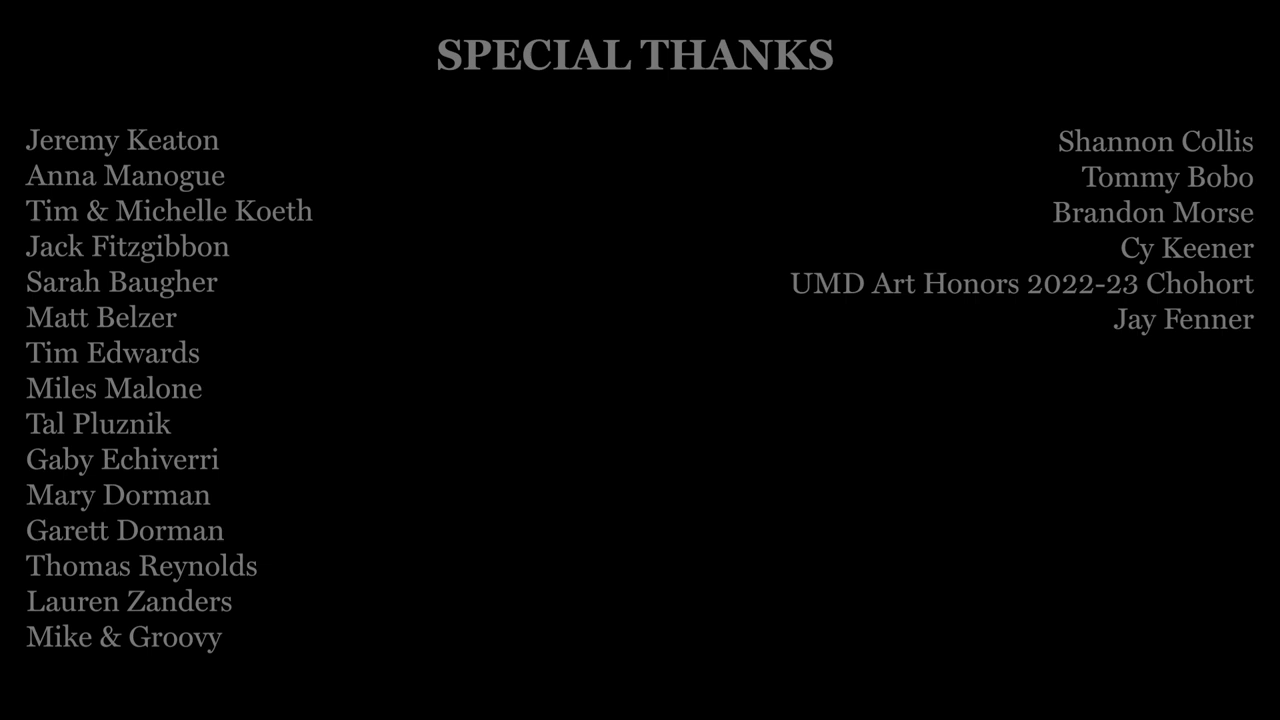 SPECIAL THANKS
Jeremy Keaton
Anna Manogue
Tim & Michelle Koeth
Jack Fitzgibbon
Sarah Baugher
Matt Belzer
Tim Edwards
Miles Malone
Tal Pluznik
Gaby Echiverri
Mary Dorman
Garett Dorman
Thomas Reynolds
Lauren Zanders
Mike & Groovy
Shannon Collis
Tommy Bobo
Brandon Morse
Cy Keener
UMD Art Honors 2022-23 Chohort
Jay Fenner